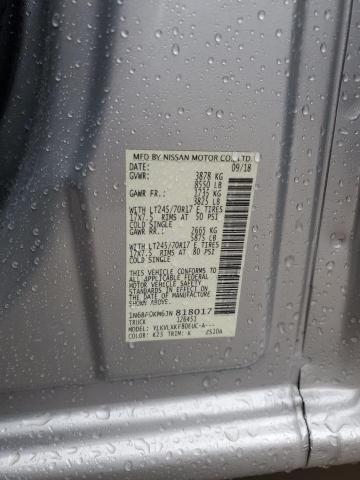 MFD BY NISSAN MOTOR CO., LTD.
DATE: 09/18
GVWR: 3878 KG
8550 LB
GAWR FR. 1735 KG
3825 LB
WITH LT245/70R17 E TIRES
17X7.5 RIMS AT 50 PSI
COLD SINGLE
GAWR RR. 2665 KG
5875 LB
WITH LT245/70R17 E TIRES
17X7.5 RIMS AT 80 PSI
COLD SINGLE
THIS VEHICLE CONFORMS TO
ALL APPLICABLE FEDERAL
MOTOR VEHICLE SAFETY
STANDARDS IN EFFECT ON
THE DATE OF MANUFACTURE
SHOWN ABOVE.
818017
TRUCK 128451
MODEL:
COLOR: K23 TRIM: K